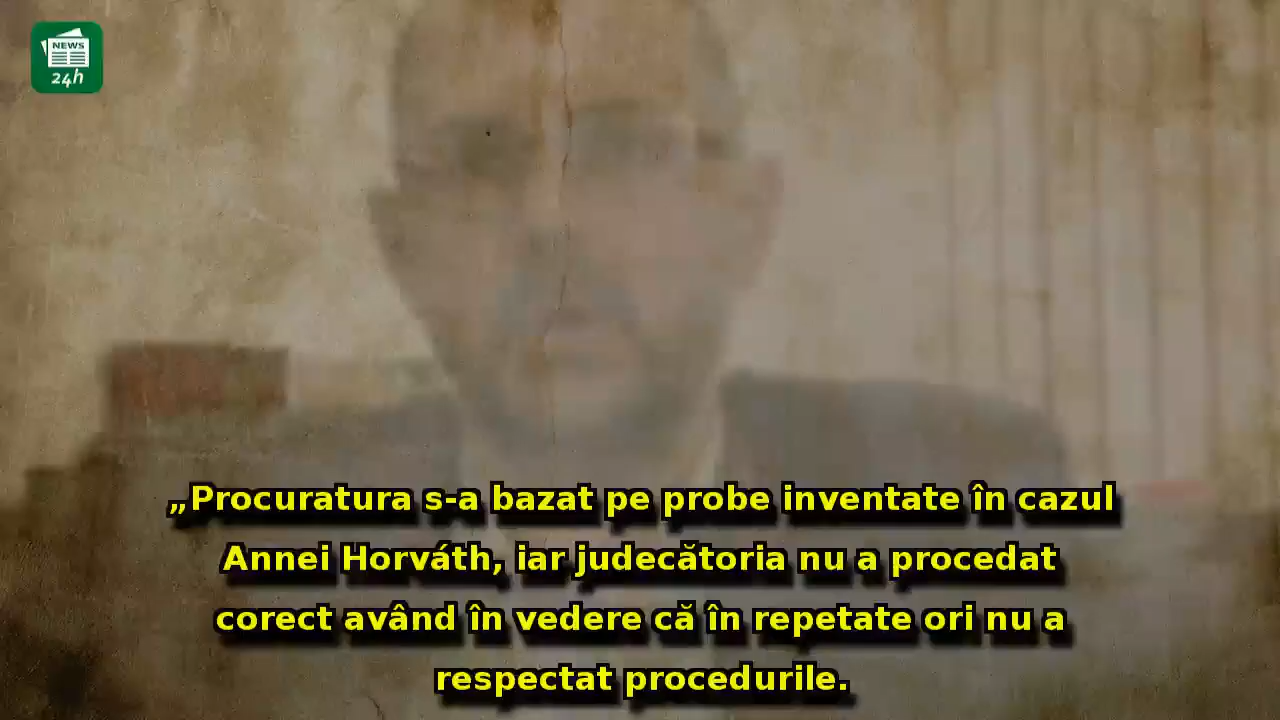 NEWS
24h
„Procuratura s-a bazat pe probe inventate în cazul
Annei Horváth, iar judecătoria nu a procedat
corect având în vedere că în repetate ori nu a
respectat procedurile.